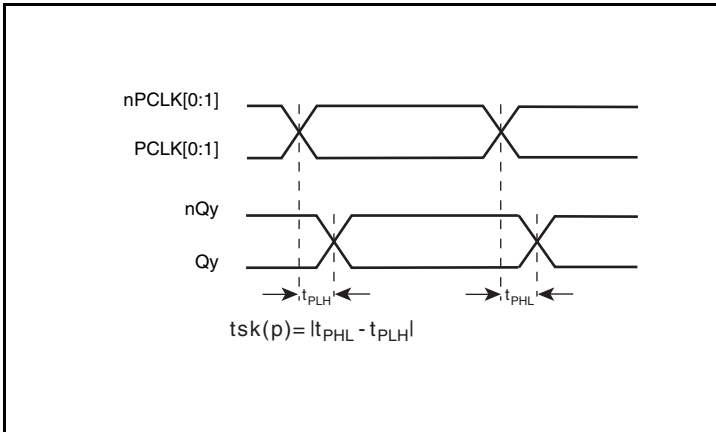 nPCLK[0:1]
PCLK[0:1]
nQy
Qy
tPLH
tPHL
tsk(p)= |tPHL - tPLH|